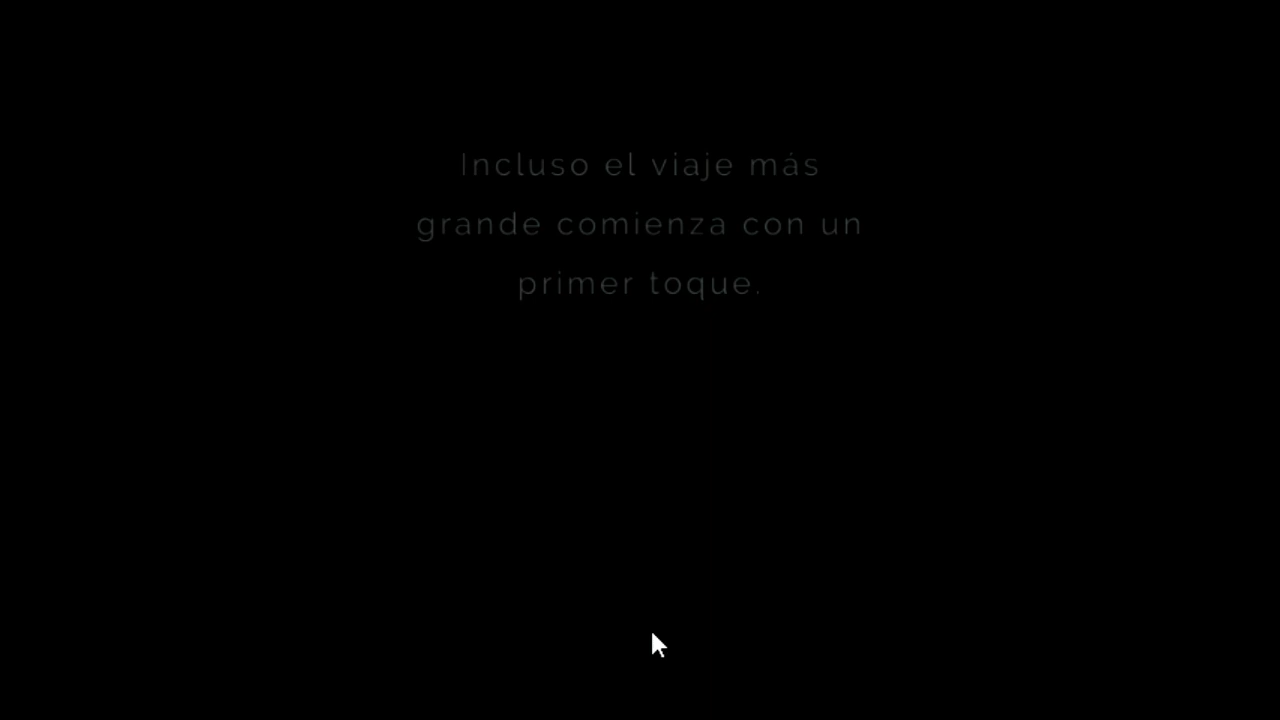 Incluso el viaje más
grande comienza con un
primer toque.